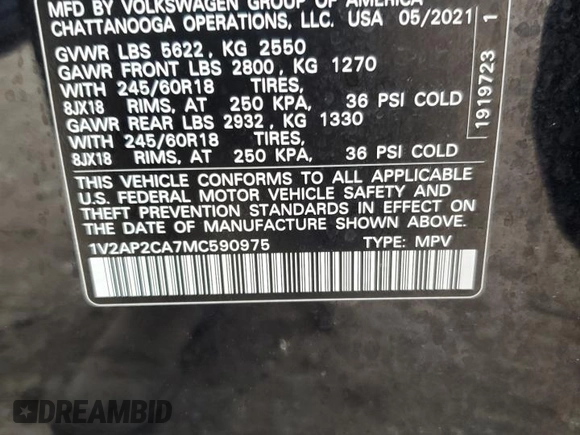 MFD BY VOLKSWAGEN GROUP OF AMERICA
CHATTANOOGA OPERATIONS, LLC. USA 05/2021
GVWR LBS 5622, KG 2550
GAWR FRONT LBS 2800, KG 1270
WITH 245/60R18 TIRES,
8JX18 RIMS, AT 250 KPA, 36 PSI COLD
GAWR REAR LBS 2932, KG 1330
WITH 245/60R18 TIRES,
8JX18 RIMS, AT 250 KPA, 36 PSI COLD
THIS VEHICLE CONFORMS TO ALL APPLICABLE
U.S. FEDERAL MOTOR VEHICLE SAFETY AND
THEFT PREVENTION STANDARDS IN EFFECT ON
THE DATE OF MANUFACTURE SHOWN ABOVE.
1V2AP2CA7MC590975 TYPE: MPV
1919723 1
DREAMBID